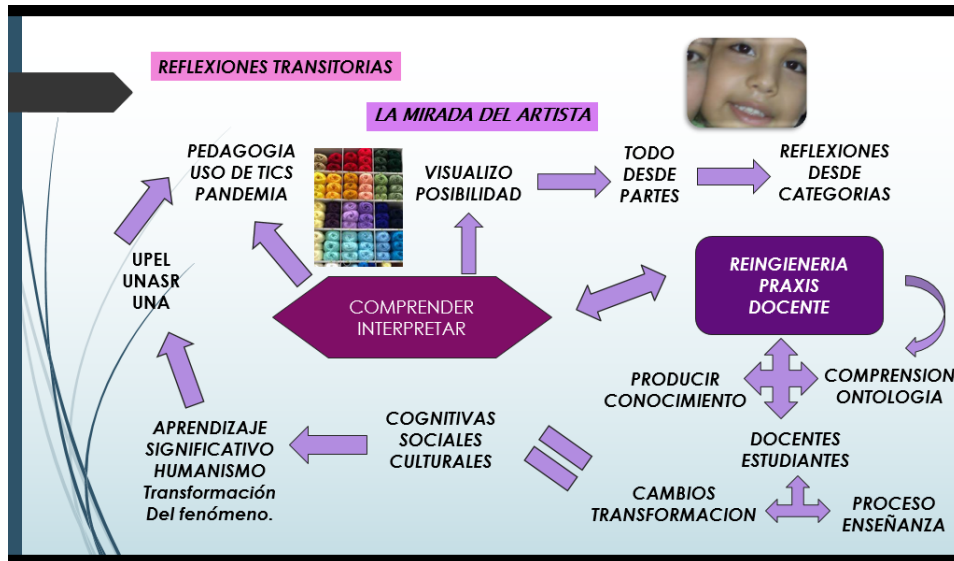 REFLEXIONES TRANSITORIAS
LA MIRADA DEL ARTISTA
PEDAGOGIA
USO DE TICS
PANDEMIA
VISUALIZO
POSIBILIDAD
TODO
DESDE
PARTES
REFLEXIONES
DESDE
CATEGORIAS
UPEL
UNASR
UNA
COMPRENDER
INTERPRETAR
REINGIENERIA
PRAXIS
DOCENTE
PRODUCIR
CONOCIMIENTO
COMPRENSION
ONTOLOGIA
APRENDIZAJE
SIGNIFICATIVO
HUMANISMO
Transformación
Del fenómeno.
COGNITIVAS
SOCIALES
CULTURALES
DOCENTES
ESTUDIANTES
CAMBIOS
TRANSFORMACION
PROCESO
ENSEÑANZA